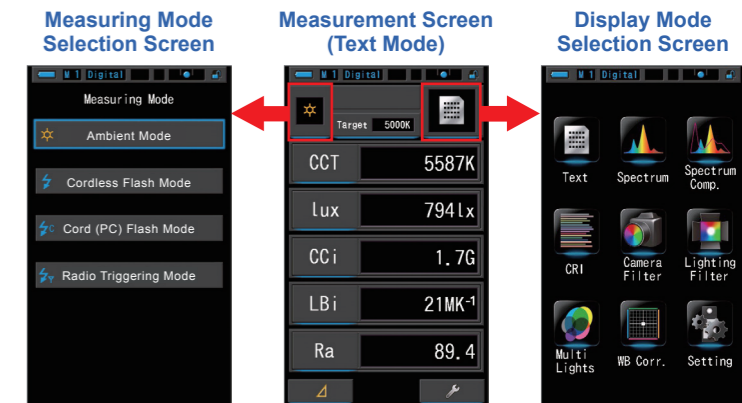 Measuring Mode
Selection Screen
Measurement Screen
(Text Mode)
Display Mode
Selection Screen
M 1 Digital
Measuring Mode
Ambient Mode
Cordless Flash Mode
C Cord (PC) Flash Mode
Radio Triggering Mode
M 1 Digital
Target 5000K
CCT 5587K
lux 794lx
CCi 1.7G
LBi 21MK-1
Ra 89.4
M 1 Digital
Text Spectrum Spectrum
Comp.
CRI Camera
Filter Lighting
Filter
Multi
Lights WB Corr. Setting